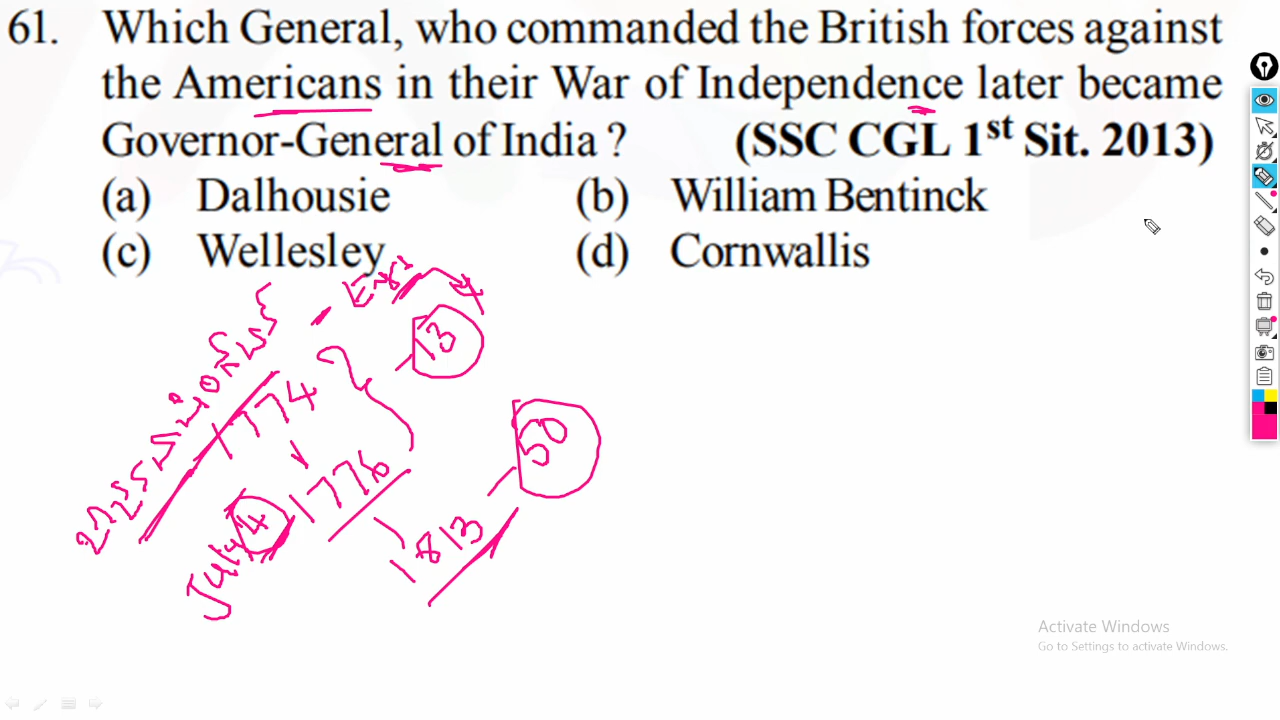 61. Which General, who commanded the British forces against
the Americans in their War of Independence later became
Governor-General of India ? (SSC CGL 1st Sit. 2013)
(a) Dalhousie (b) William Bentinck
(c) Wellesley (d) Cornwallis
13
1774
50
1776
July 4
1813
Activate Windows
Go to Settings to activate Windows.